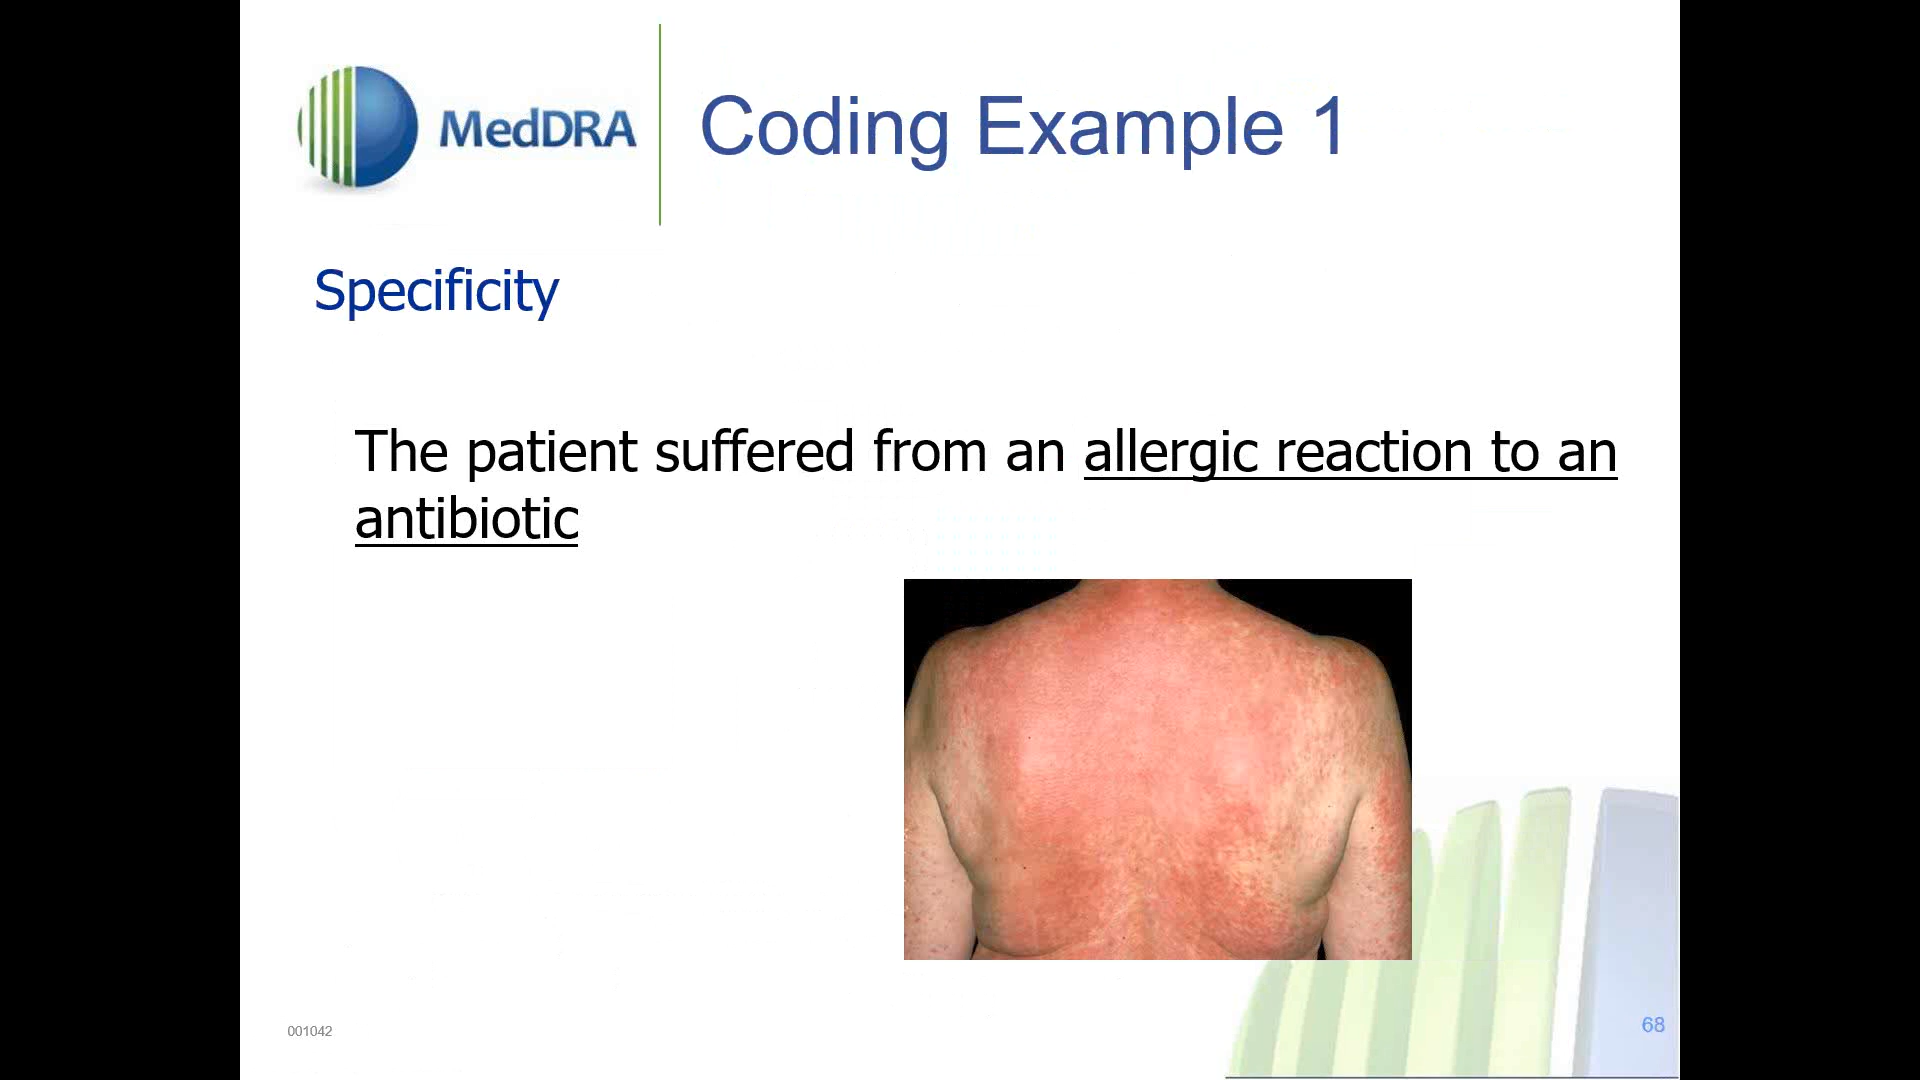 MedDRA
Coding Example 1
Specificity
The patient suffered from an allergic reaction to an
antibiotic
001042
68